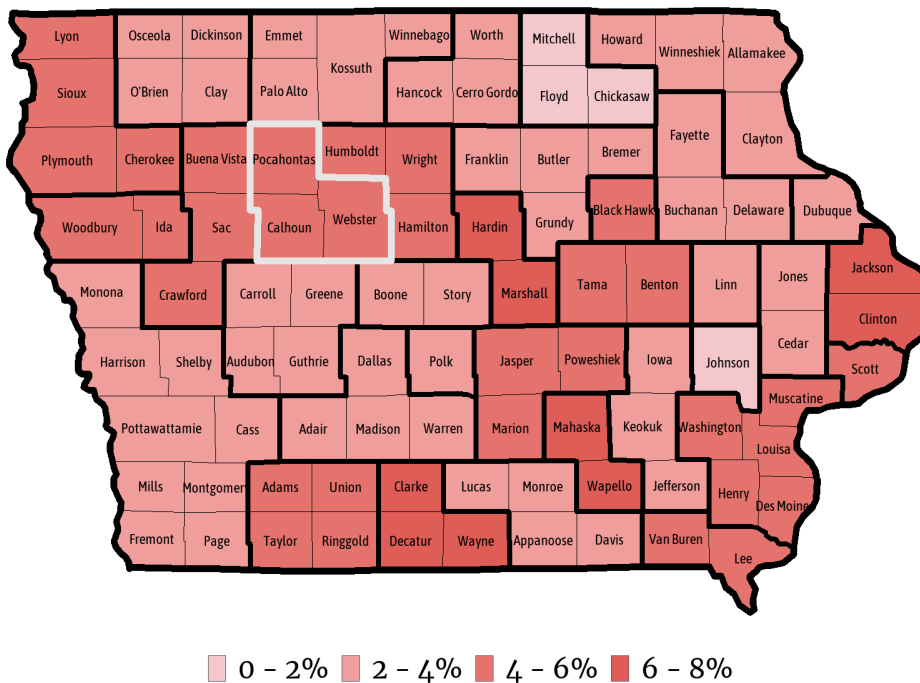 Lyon Osceola Dickinson Emmet Winnebago Worth Mitchell Howard Winneshiek Allamakee
Kossuth
Sioux O'Brien Clay Palo Alto Hancock Cerro Gordo Floyd Chickasaw
Plymouth Cherokee Buena Vista Pocahontas Humboldt Wright Franklin Butler Bremer Fayette Clayton
Woodbury Ida Sac Calhoun Webster Hamilton Hardin Grundy Black Hawk Buchanan Delaware Dubuque
Monona Crawford Carroll Greene Boone Story Marshall Tama Benton Linn Jones Jackson
Clinton
Harrison Shelby Audubon Guthrie Dallas Polk Jasper Poweshiek Iowa Johnson Cedar Scott
Muscatine
Pottawattamie Cass Adair Madison Warren Marion Mahaska Keokuk Washington Louisa
Mills Montgomery Adams Union Clarke Lucas Monroe Wapello Jefferson Henry Des Moine
Fremont Page Taylor Ringgold Decatur Wayne Appanoose Davis Van Buren Lee
0 - 2% 2 - 4% 4 - 6% 6 - 8%